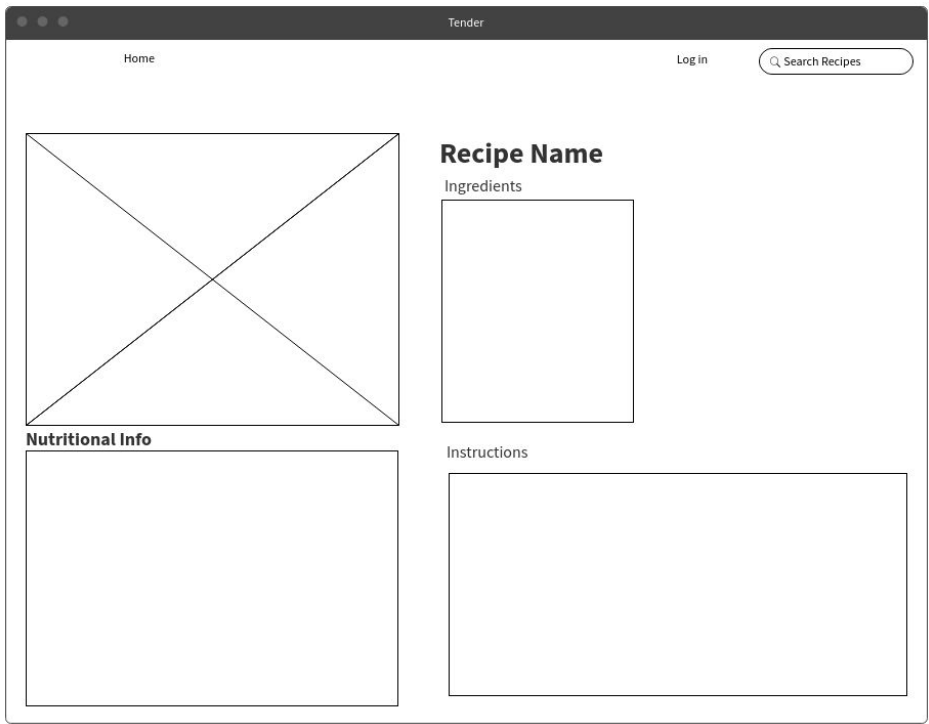 Tender
Home
Log in
Search Recipes
Recipe Name
Ingredients
Nutritional Info
Instructions